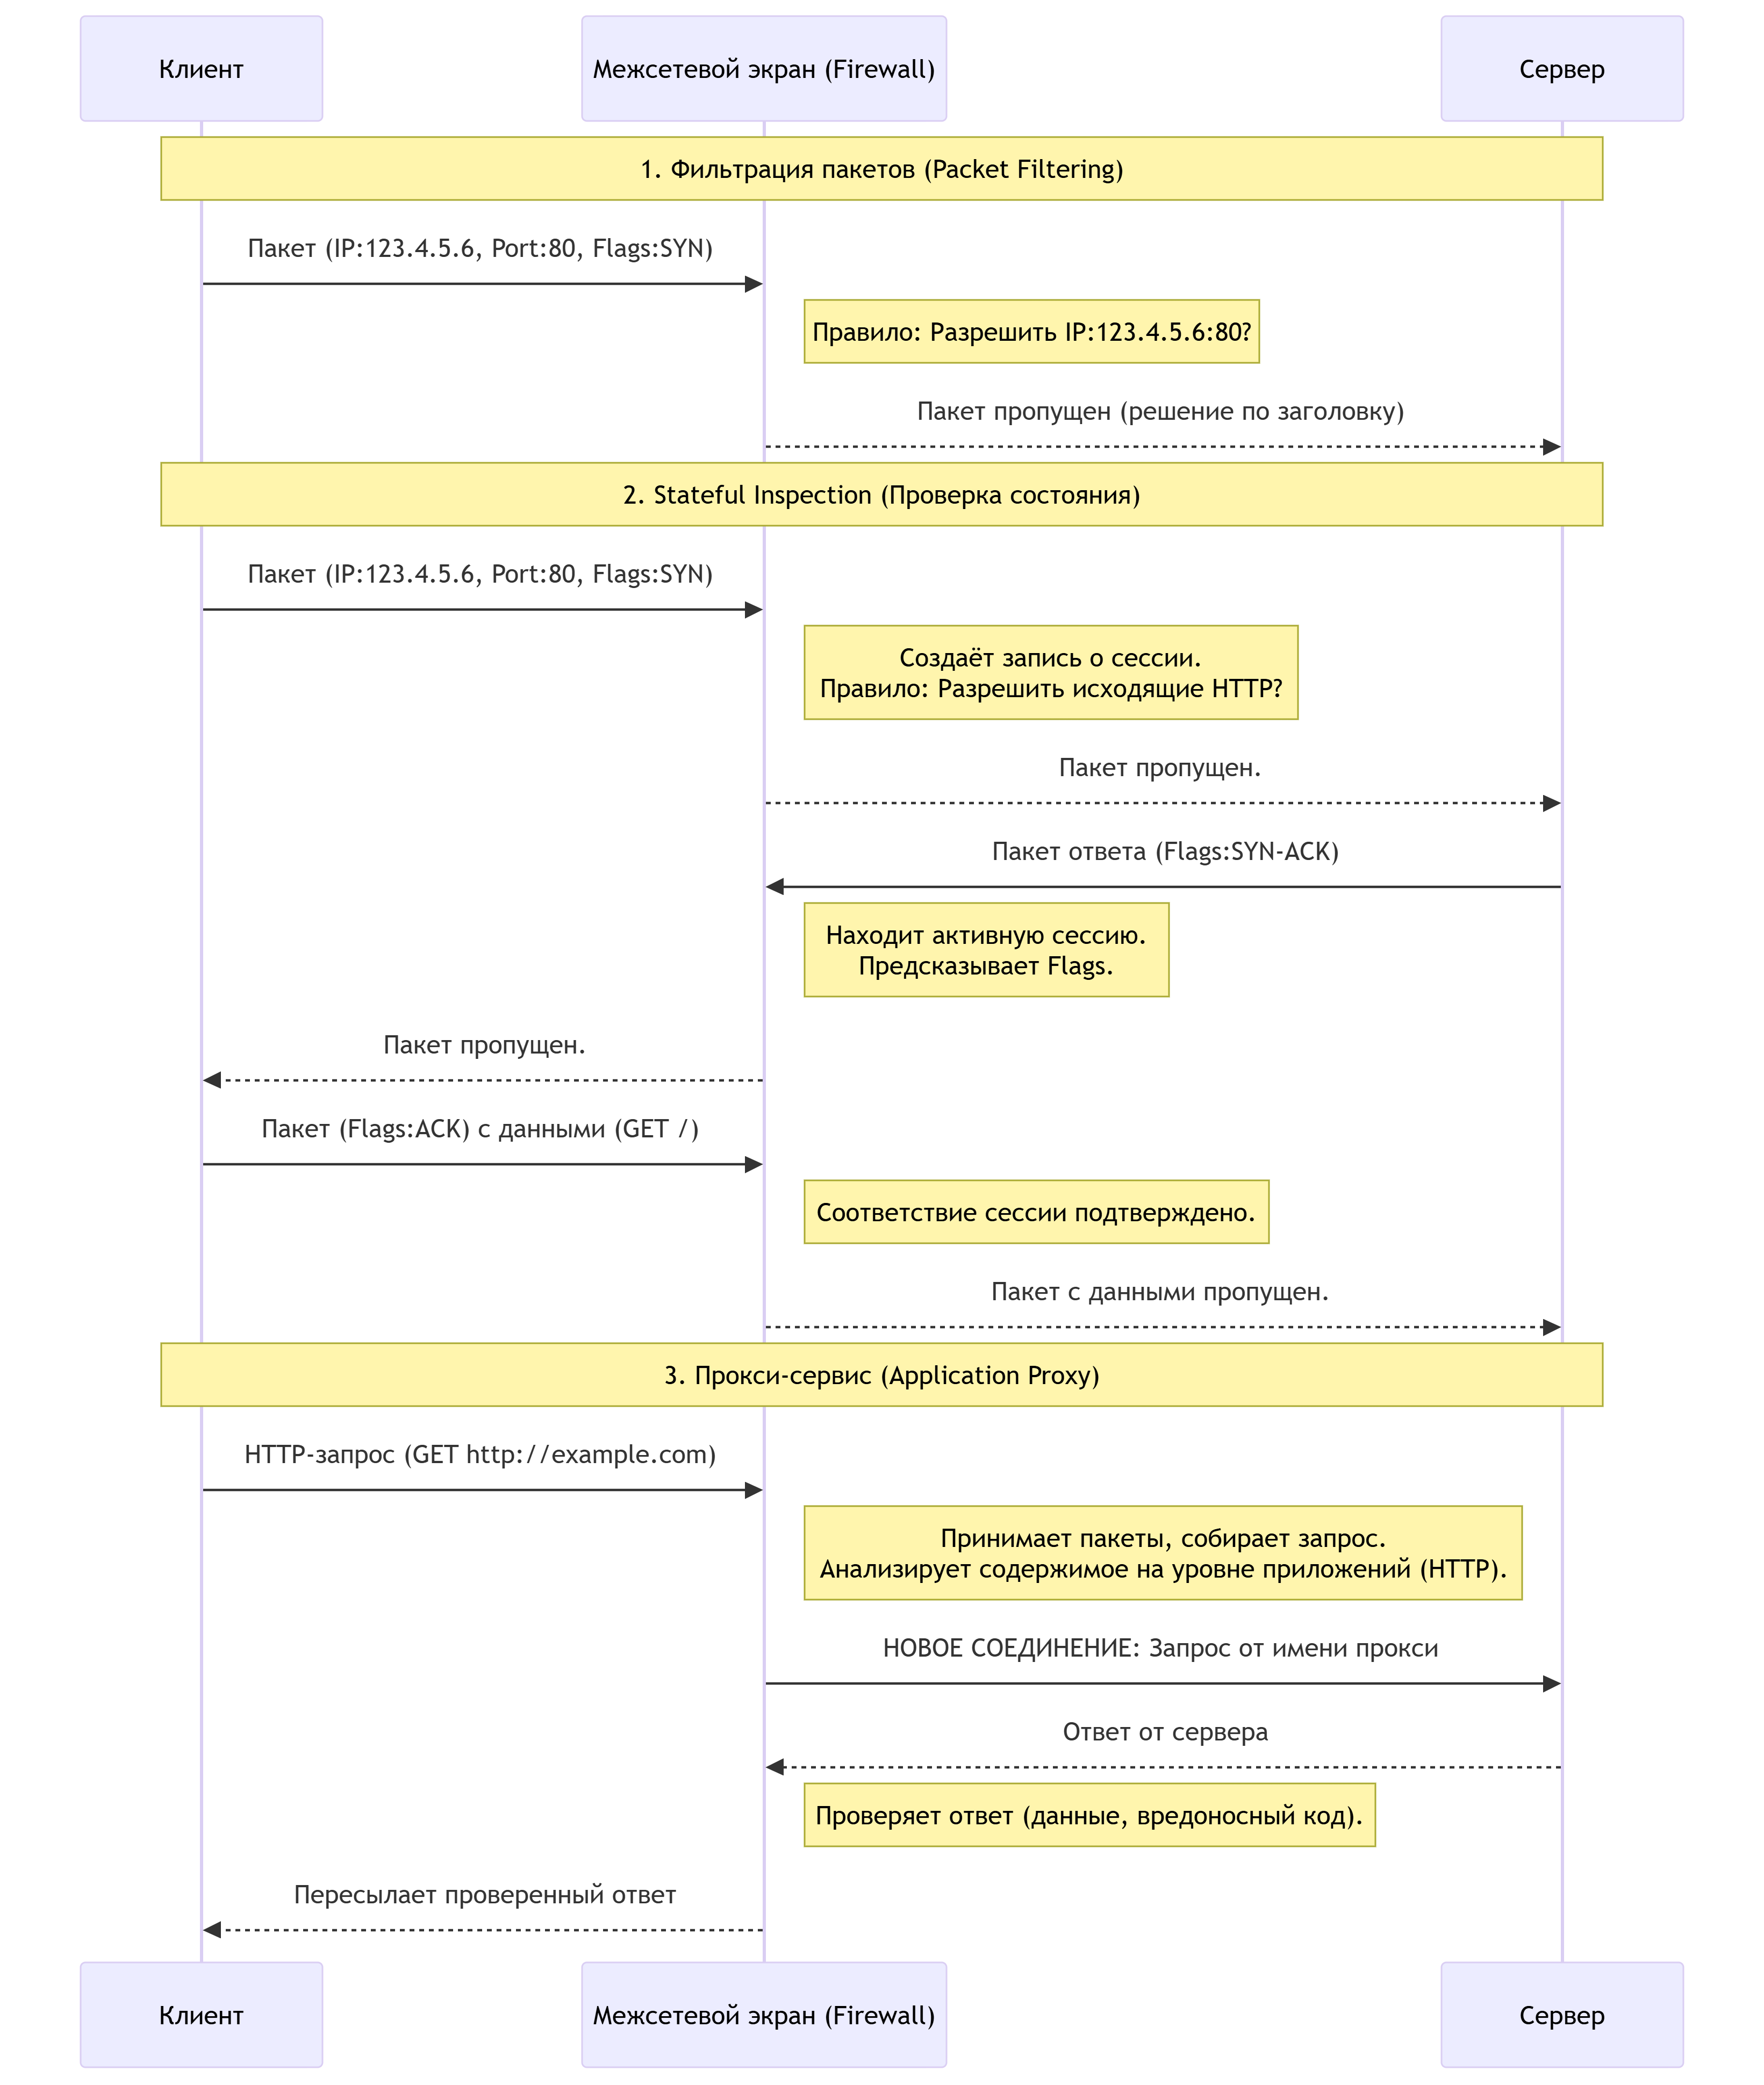 Клиент
Межсетевой экран (Firewall)
Сервер
1. Фильтрация пакетов (Packet Filtering)
Пакет (IP:123.4.5.6, Port:80, Flags:SYN)
Правило: Разрешить IP:123.4.5.6:80?
Пакет пропущен (решение по заголовку)
2. Stateful Inspection (Проверка состояния)
Пакет (IP:123.4.5.6, Port:80, Flags:SYN)
Создаёт запись о сессии.
Правило: Разрешить исходящие HTTP?
Пакет пропущен.
Пакет ответа (Flags:SYN-ACK)
Находит активную сессию.
Предсказывает Flags.
Пакет пропущен.
Пакет (Flags:ACK) с данными (GET /)
Соответствие сессии подтверждено.
Пакет с данными пропущен.
3. Прокси-сервис (Application Proxy)
HTTP-запрос (GET http://example.com)
Принимает пакеты, собирает запрос.
Анализирует содержимое на уровне приложений (HTTP).
НОВОЕ СОЕДИНЕНИЕ: Запрос от имени прокси
Ответ от сервера
Проверяет ответ (данные, вредоносный код).
Пересылает проверенный ответ
Клиент
Межсетевой экран (Firewall)
Сервер